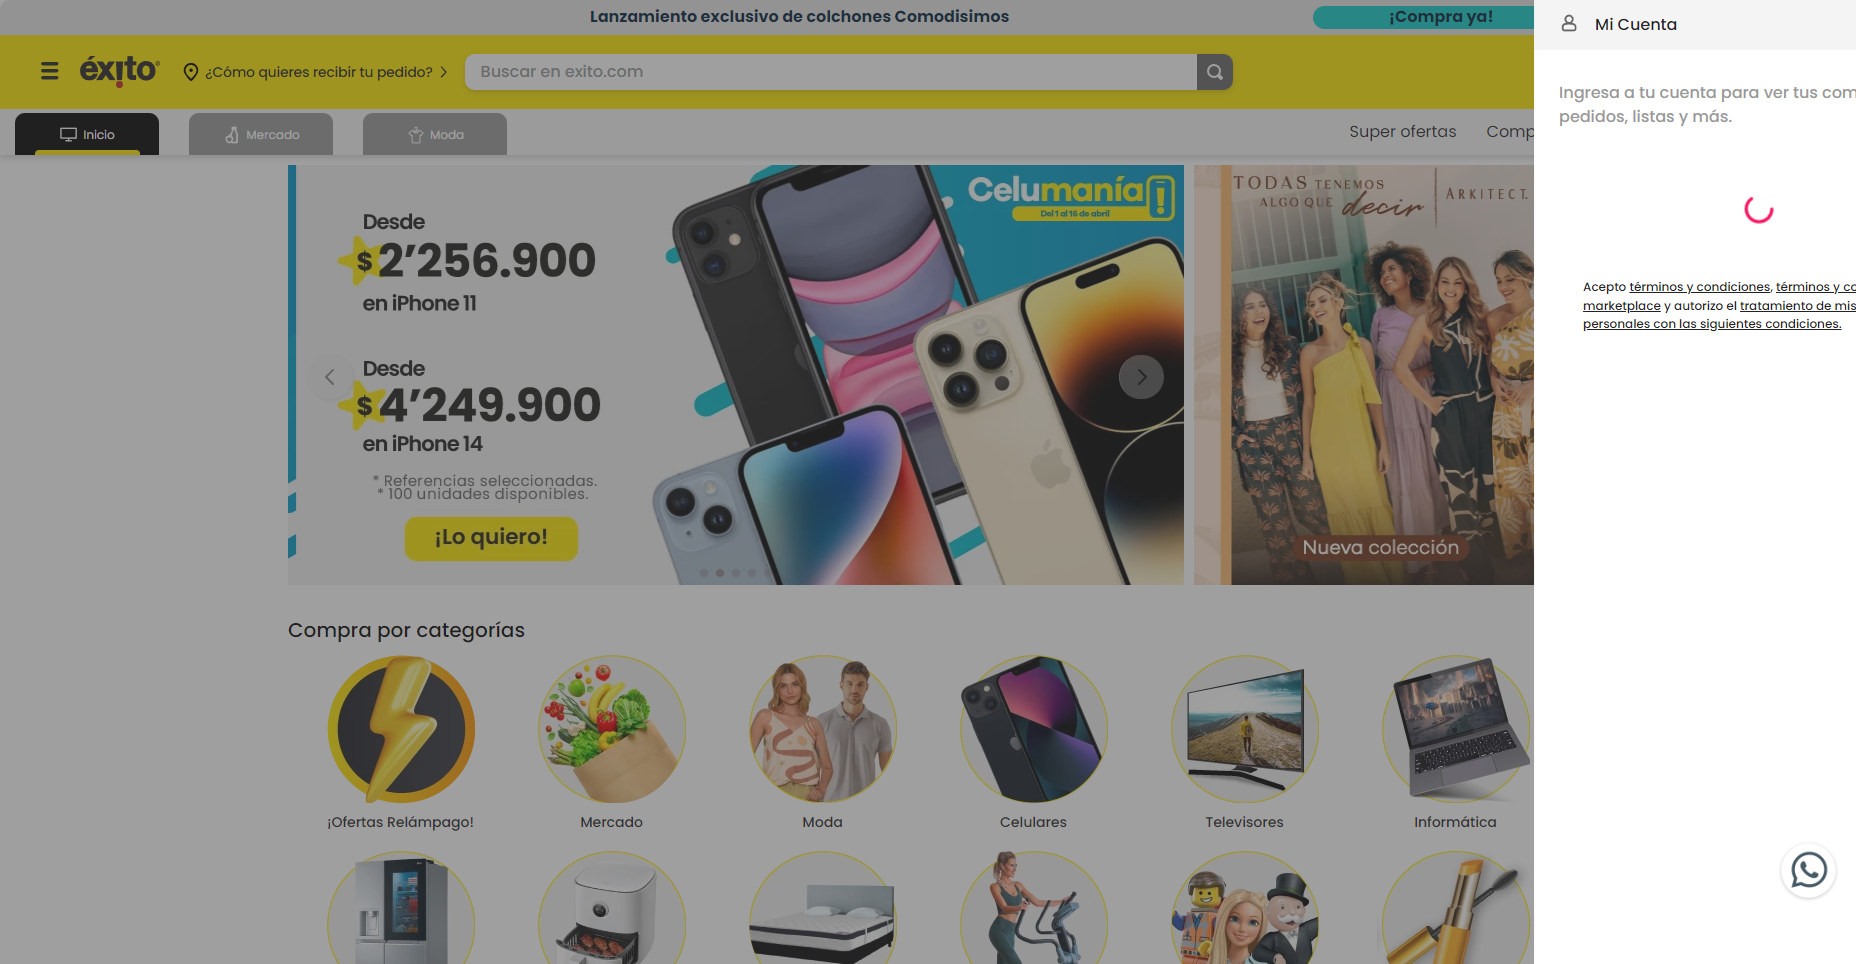 Lanzamiento exclusivo de colchones Comodisimos
¡Compra ya!
éxito
¿Cómo quieres recibir tu pedido?
Buscar en exito.com
Inicio
Mercado
Moda
Super ofertas
Comp
Mi Cuenta
Ingresa a tu cuenta para ver tus com
pedidos, listas y más.
Acepto términos y condiciones, términos y co
marketplace y autorizo el tratamiento de mis
personales con las siguientes condiciones.
Desde
$2’256.900
en iPhone 11
Desde
$4’249.900
en iPhone 14
* Referencias seleccionadas.
* 100 unidades disponibles.
¡Lo quiero!
Celumanía
Del 1 al 16 de abril
TODAS TENEMOS
ALGO QUE decir
ARKITECT.
Nueva colección
Compra por categorías
¡Ofertas Relámpago!
Mercado
Moda
Celulares
Televisores
Informática